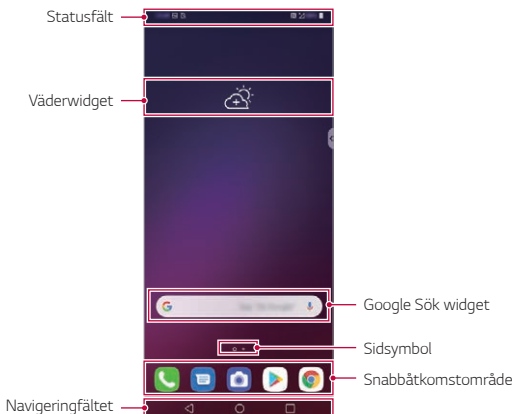 Statusfält
Väderwidget
Google Sök widget
Sidsymbol
Snabbåtkomstområde
Navigeringfältet